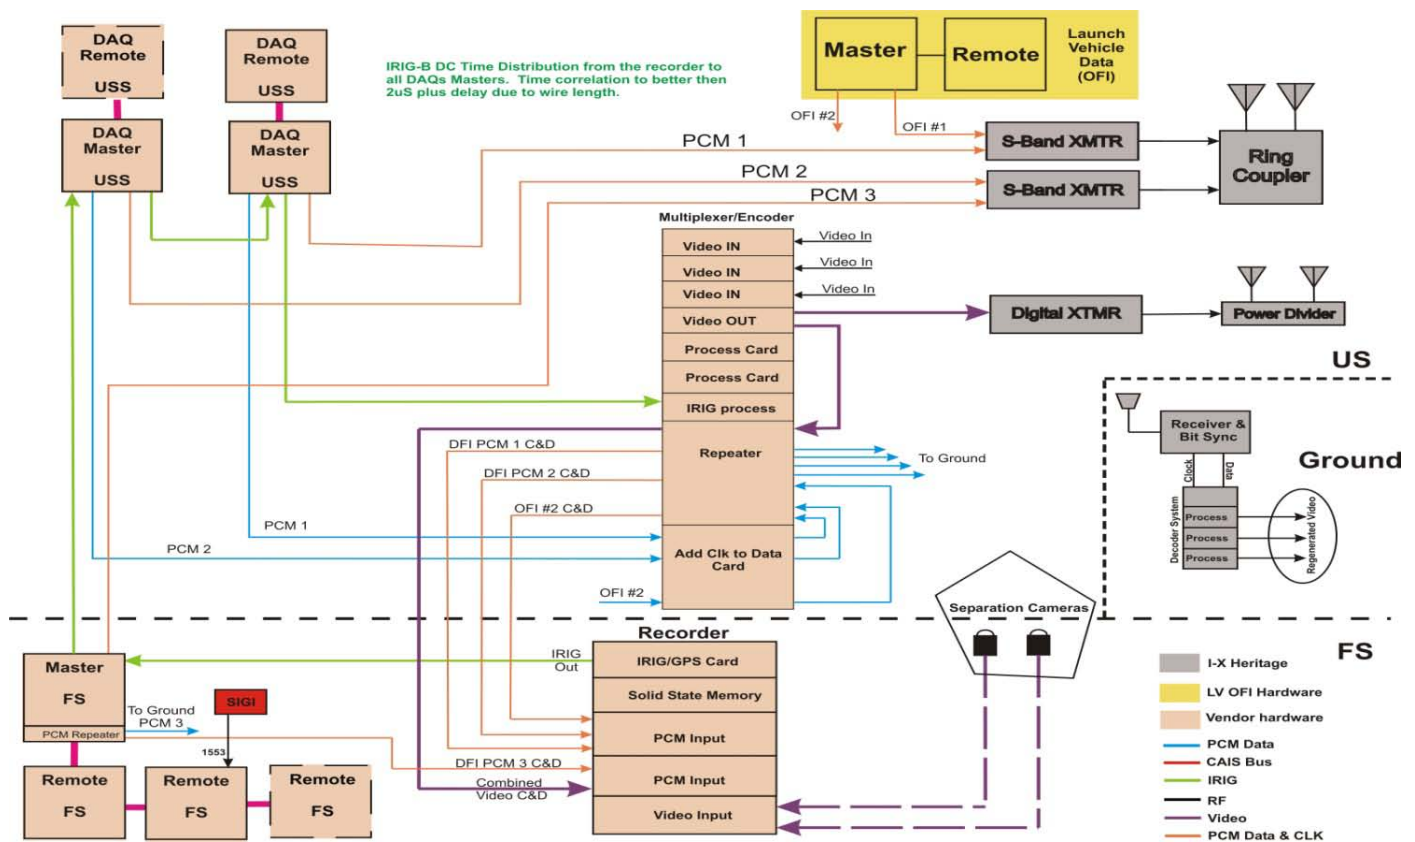 DAQ
Remote
USS
DAQ
Remote
USS
IRIG-B DC Time Distribution from the recorder to
all DAQs Masters. Time correlation to better then
2uS plus delay due to wire length.
Master
Remote
Launch
Vehicle
Data
(OFI)
OFI #2
OFI #1
DAQ
Master
USS
DAQ
Master
USS
PCM 1
PCM 2
PCM 3
S-Band XMTR
S-Band XMTR
Ring
Coupler
Multiplexer/Encoder
Video IN
Video In
Video IN
Video In
Video IN
Video In
Video OUT
Process Card
Process Card
IRIG process
Repeater
Add Clk to Data
Card
Digital XTMR
Power Divider
US
Receiver &
Bit Sync
Clock
Data
Ground
Decoder System
Process
Process
Process
Regenerated Video
DFI PCM 1 C&D
DFI PCM 2 C&D
OFI #2 C&D
To Ground
PCM 1
PCM 2
OFI #2
Separation Cameras
FS
Recorder
IRIG
Out
IRIG/GPS Card
Solid State Memory
PCM Input
PCM Input
Video Input
Master
FS
PCM Repeater
To Ground
PCM 3
SIGI
1553
DFI PCM 3 C&D
Combined
Video C&D
Remote
FS
Remote
FS
Remote
FS
I-X Heritage
LV OFI Hardware
Vendor hardware
PCM Data
CAIS Bus
IRIG
RF
Video
PCM Data & CLK